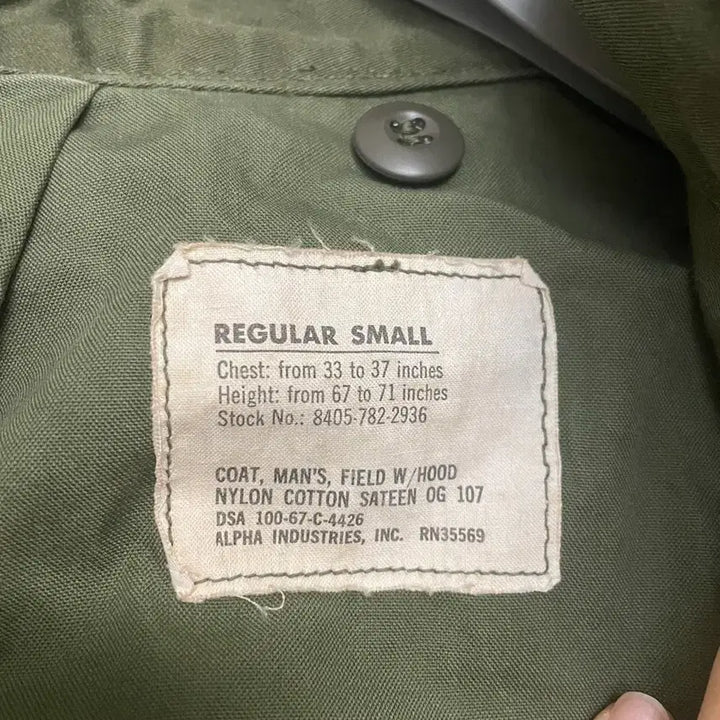 REGULAR SMALL
Chest: from 33 to 37 inches
Height: from 67 to 71 inches
Stock No.: 8405-782-2936
COAT, MAN'S, FIELD W/HOOD
NYLON COTTON SATEEN OG 107
DSA 100-67-C-4426
ALPHA INDUSTRIES, INC. RN35569